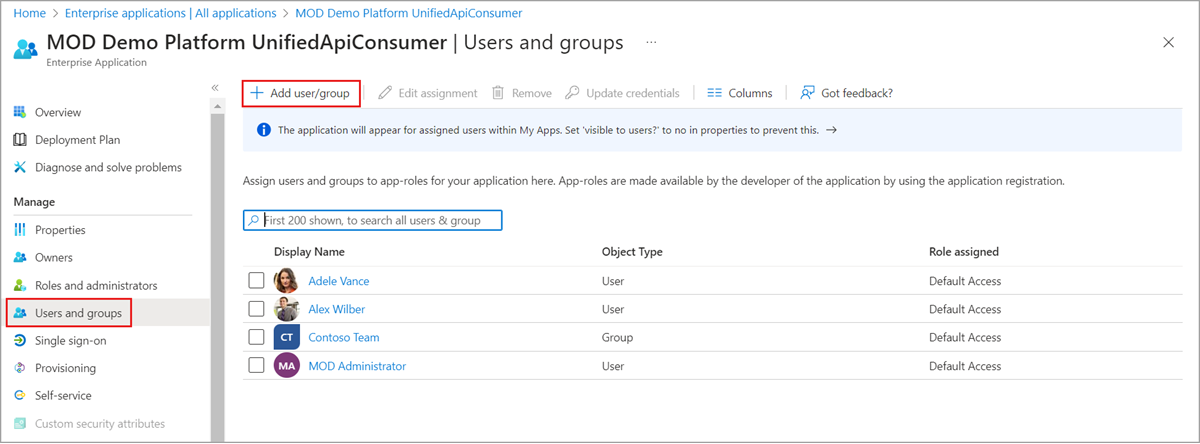 Home > Enterprise applications | All applications > MOD Demo Platform UnifiedApiConsumer
MOD Demo Platform UnifiedApiConsumer | Users and groups ...
Enterprise Application
Overview
Deployment Plan
Diagnose and solve problems
Manage
Properties
Owners
Roles and administrators
Users and groups
Single sign-on
Provisioning
Self-service
Custom security attributes
Add user/group Edit assignment Remove Update credentials Columns Got feedback?
The application will appear for assigned users within My Apps. Set 'visible to users?' to no in properties to prevent this. →
Assign users and groups to app-roles for your application here. App-roles are made available by the developer of the application by using the application registration.
First 200 shown, to search all users & group
Display Name Object Type Role assigned
Adele Vance User Default Access
Alex Wilber User Default Access
CT Contoso Team Group Default Access
MA MOD Administrator User Default Access